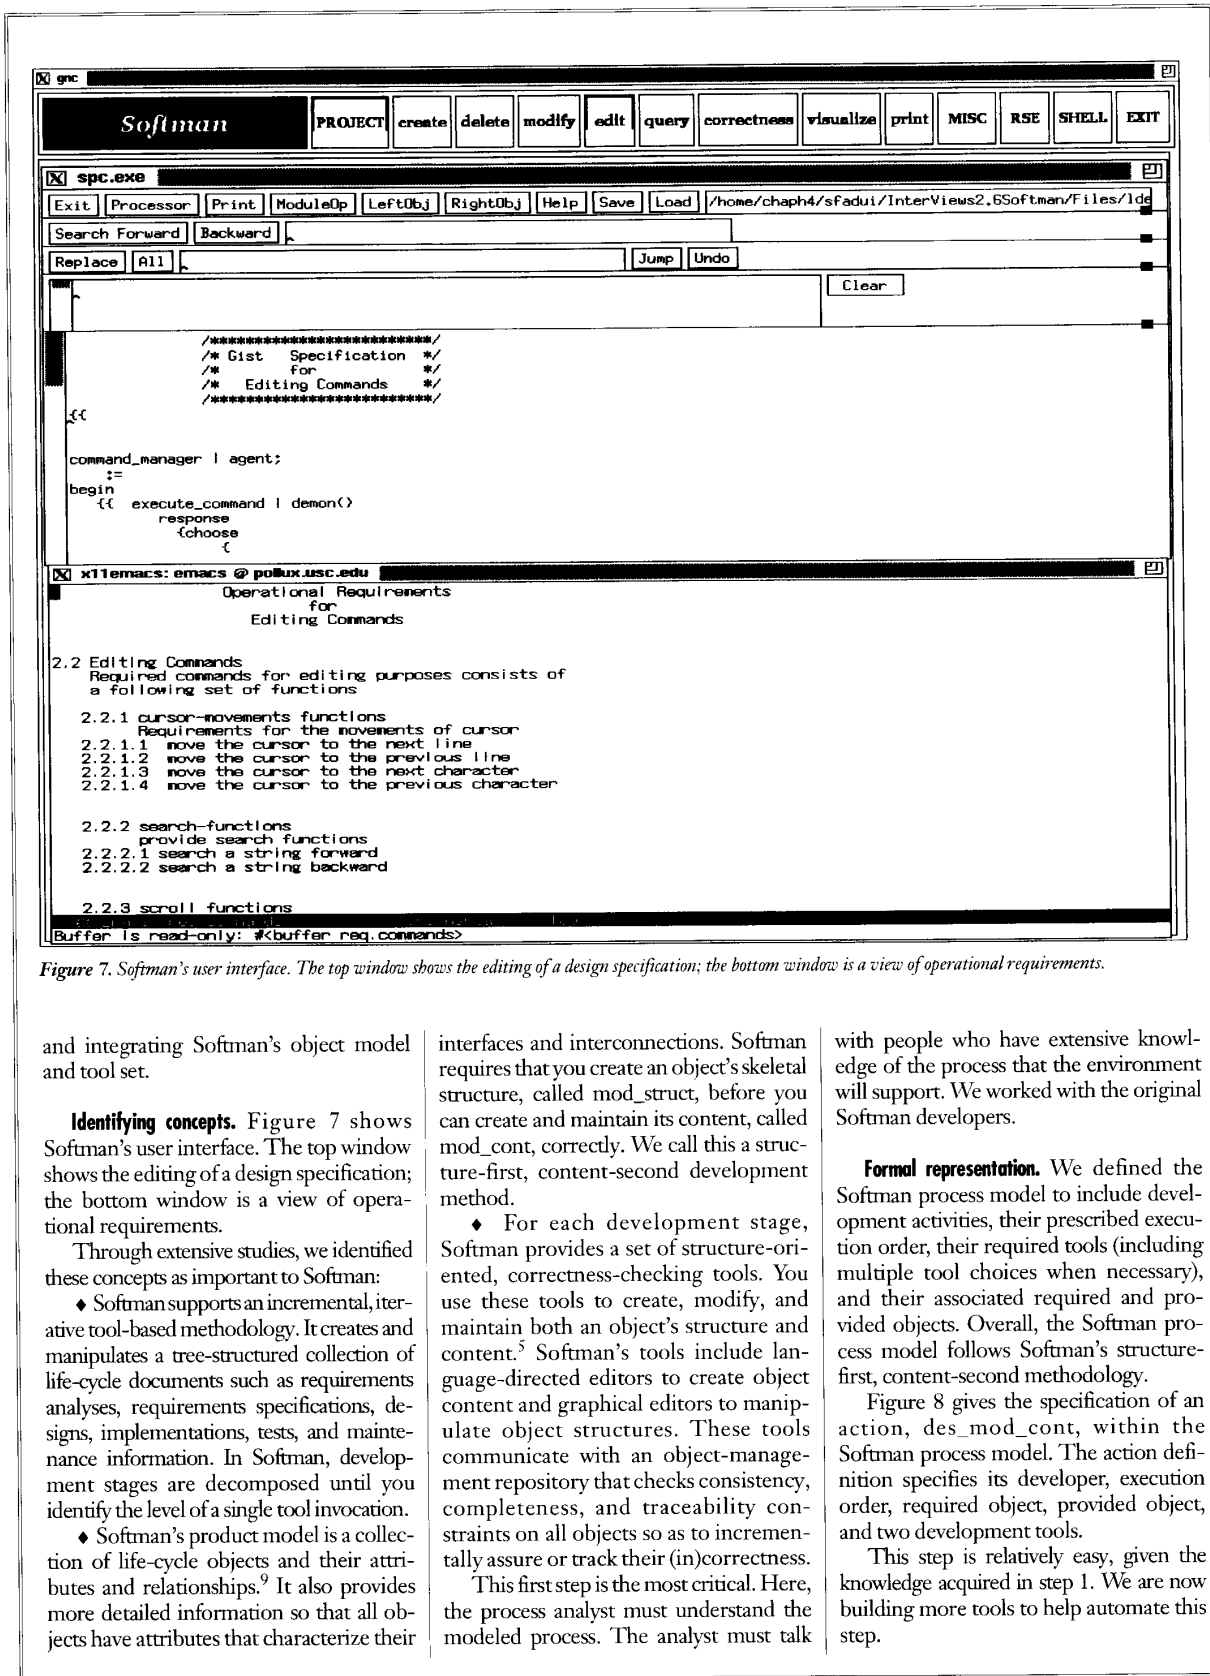 gnc
Softman PROJECT create delete modify edit query correctness visualize print MISC RSE SHELL EXIT
spc.exe
Exit Processor Print ModuleOp LeftObj RightObj Help Save Load /home/chaph4/sfadui/InterViews2.6Softman/Files/lde
Search Forward Backward
Replace All Jump Undo
Clear
/*************************/
/* Gist Specification */
/* for */
/* Editing Commands */
/*************************/
{{
command_manager | agent;
:=
begin
{{ execute_command | demon()
response
{choose
{
x11emacs: emacs @ pollux.usc.edu
Operational Requirements
for
Editing Commands
2.2 Editing Commands
Required commands for editing purposes consists of
a following set of functions
2.2.1 cursor-movements functions
Requirements for the movements of cursor
2.2.1.1 move the cursor to the next line
2.2.1.2 move the cursor to the previous line
2.2.1.3 move the cursor to the next character
2.2.1.4 move the cursor to the previous character
2.2.2 search-functions
provide search functions
2.2.2.1 search a string forward
2.2.2.2 search a string backward
2.2.3 scroll functions
Buffer is read-only: #<buffer req.commands>
Figure 7. Softman's user interface. The top window shows the editing of a design specification; the bottom window is a view of operational requirements.
and integrating Softman's object model
and tool set.
Identifying concepts. Figure 7 shows
Softman's user interface. The top window
shows the editing of a design specification;
the bottom window is a view of opera-
tional requirements.
Through extensive studies, we identified
these concepts as important to Softman:
♦ Softman supports an incremental, iter-
ative tool-based methodology. It creates and
manipulates a tree-structured collection of
life-cycle documents such as requirements
analyses, requirements specifications, de-
signs, implementations, tests, and mainte-
nance information. In Softman, develop-
ment stages are decomposed until you
identify the level of a single tool invocation.
♦ Softman's product model is a collec-
tion of life-cycle objects and their attri-
butes and relationships.9 It also provides
more detailed information so that all ob-
jects have attributes that characterize their
interfaces and interconnections. Softman
requires that you create an object's skeletal
structure, called mod_struct, before you
can create and maintain its content, called
mod_cont, correctly. We call this a struc-
ture-first, content-second development
method.
♦ For each development stage,
Softman provides a set of structure-ori-
ented, correctness-checking tools. You
use these tools to create, modify, and
maintain both an object's structure and
content.5 Softman's tools include lan-
guage-directed editors to create object
content and graphical editors to manip-
ulate object structures. These tools
communicate with an object-manage-
ment repository that checks consistency,
completeness, and traceability con-
straints on all objects so as to incremen-
tally assure or track their (in)correctness.
This first step is the most critical. Here,
the process analyst must understand the
modeled process. The analyst must talk
with people who have extensive knowl-
edge of the process that the environment
will support. We worked with the original
Softman developers.
Formal representation. We defined the
Softman process model to include devel-
opment activities, their prescribed execu-
tion order, their required tools (including
multiple tool choices when necessary),
and their associated required and pro-
vided objects. Overall, the Softman pro-
cess model follows Softman's structure-
first, content-second methodology.
Figure 8 gives the specification of an
action, des_mod_cont, within the
Softman process model. The action defi-
nition specifies its developer, execution
order, required object, provided object,
and two development tools.
This step is relatively easy, given the
knowledge acquired in step 1. We are now
building more tools to help automate this
step.